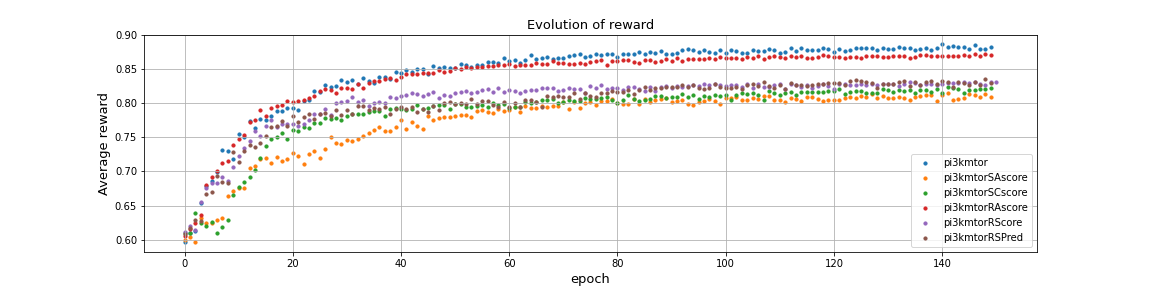 Evolution of reward
Average reward
0.90
0.85
0.80
0.75
0.70
0.65
0.60
pi3kmtor
pi3kmtorSAscore
pi3kmtorSCscore
pi3kmtorRAscore
pi3kmtorRScore
pi3kmtorRSPred
0 20 40 60 80 100 120 140
epoch